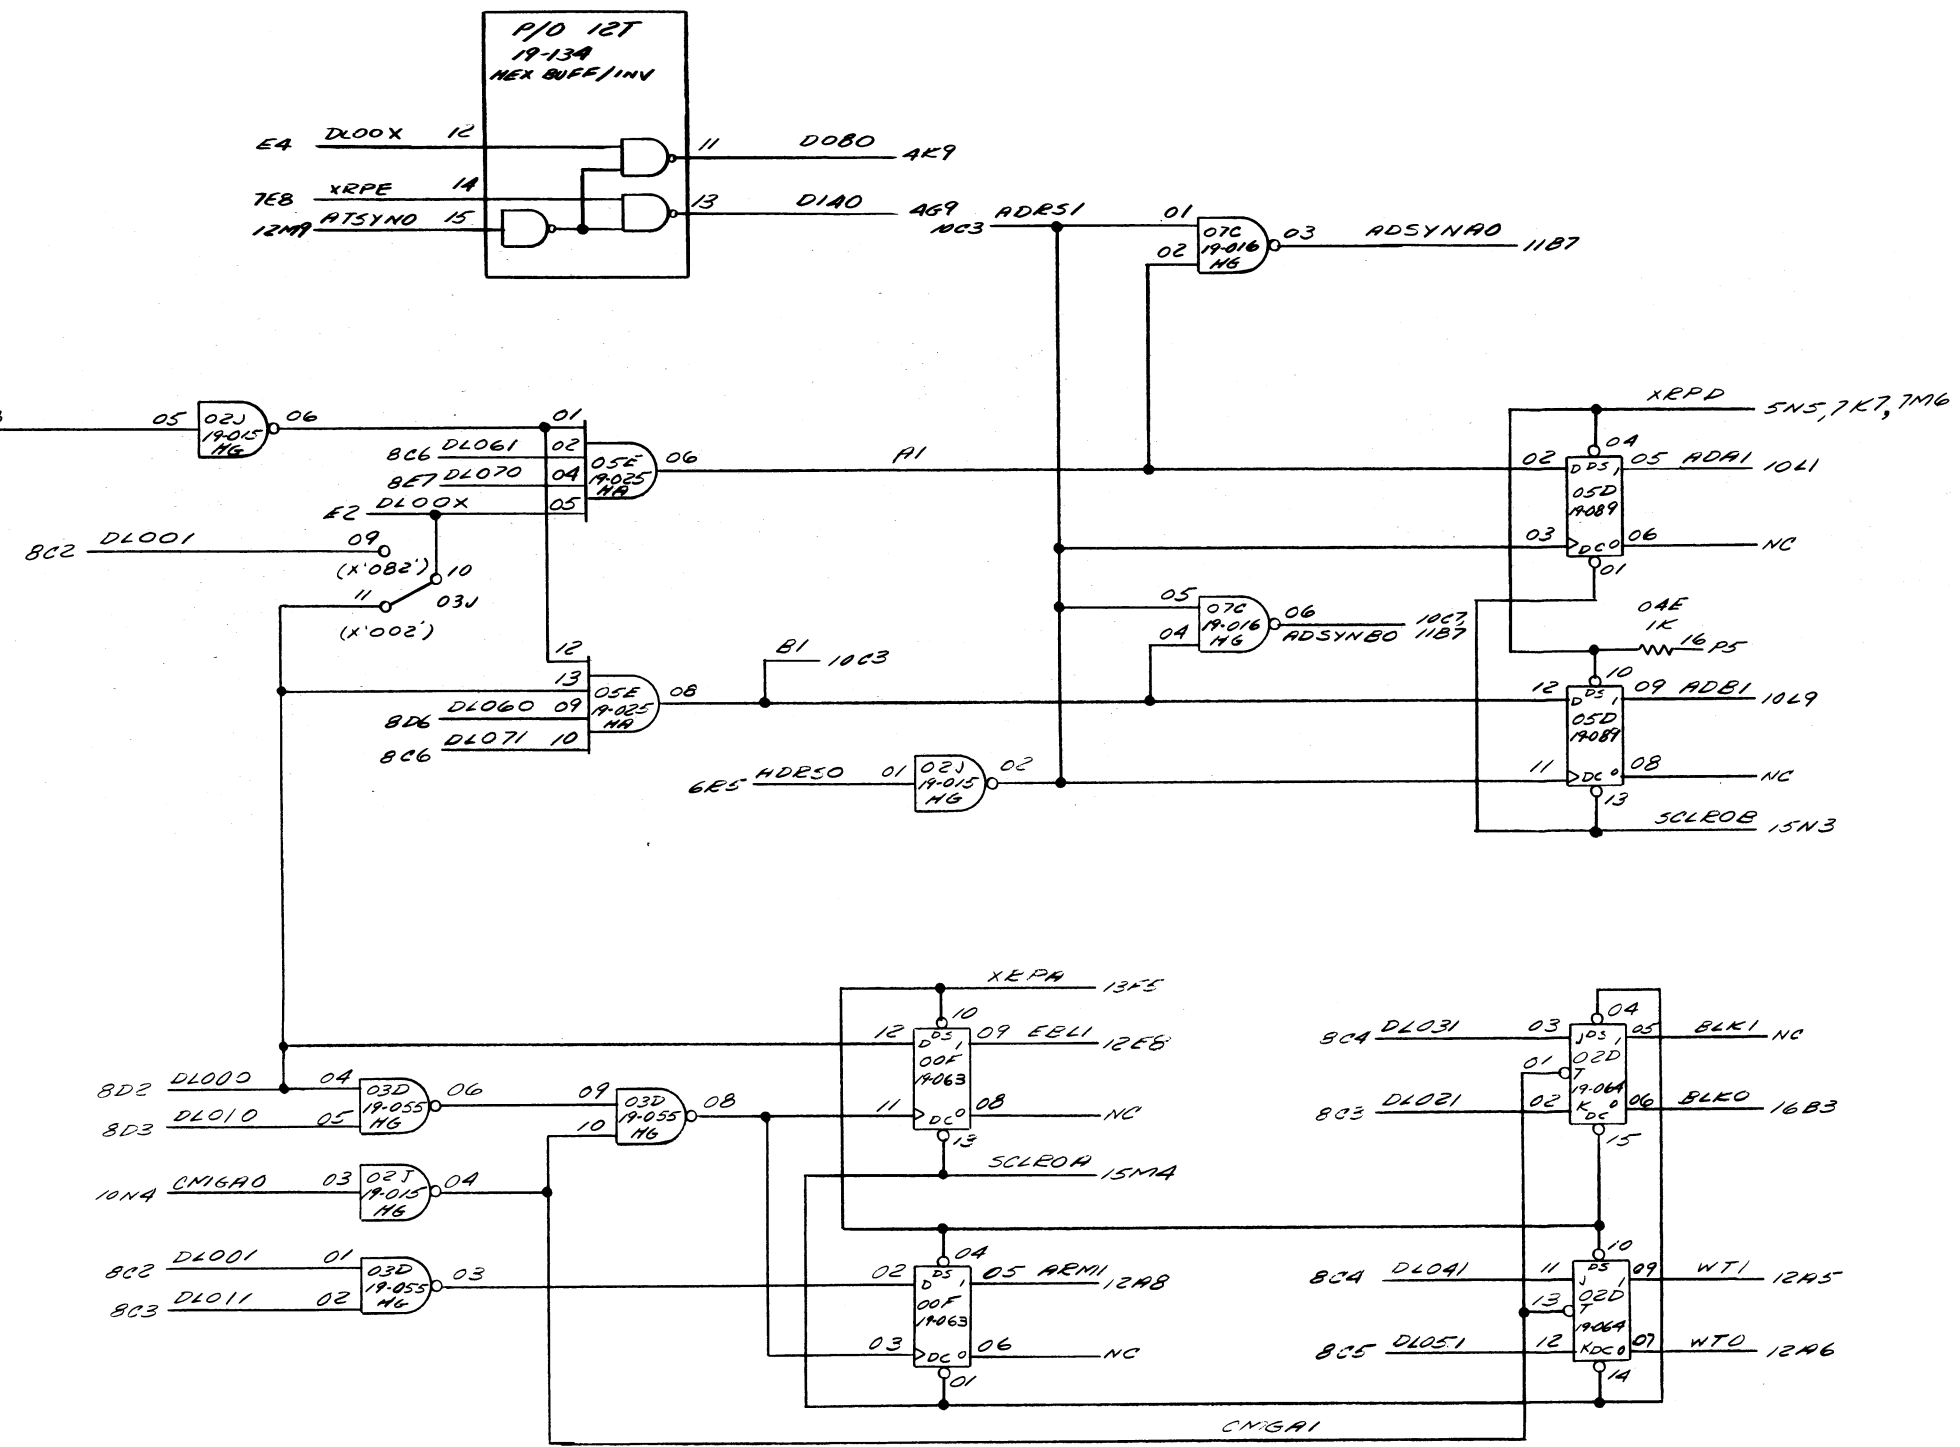 P/O 12T
19-134
HEX BUFF/INV
E4 DL00X 12
11 D080 4K9
7E8 XRPE 14
13 D140 4G9
12M9 ATSYN0 15
10C3 ADRS1 01
02
07C
19-016
HG
03 ADSYNA0 11B7
05
02J
19-015
HG
06
01
8C6 DL061 02
8E7 DL070 04
E2 DL00X 05
05E
19-025
HA
06
A1
8C2 DL001 09
(X'082')
10
11
03J
(X'002')
XRPD 5N5, 7K7, 7M6
04
02
D DS 1
05D
19-089
DC 0
05 ADA1 10L1
03
06 NC
01
05
04
07C
19-016
HG
06
ADSYNB0
10C7,
11B7
04E
1K
16 P5
12
13
8D6 DL060 09
8C6 DL071 10
05E
19-025
HA
08
B1 10C3
10
12
D DS 1
05D
19-089
DC 0
09 ADB1 10L9
11
08 NC
13
SCLR0B 15N3
6R5 ADRS0 01
02J
19-015
HG
02
XRPA 13F5
10
12
D DS 1
00F
19-063
DC 0
09 EBL1 12E8
11
08 NC
13
SCLR0A 15M4
8D2 DL000 04
8D3 DL010 05
03D
19-055
HG
06
09
10
03D
19-055
HG
08
10N4 CMGA0 03
02J
19-015
HG
04
8C2 DL001 01
8C3 DL011 02
03D
19-055
HG
03
04
02
D DS 1
00F
19-063
DC 0
05 ARM1 12A8
03
06 NC
01
CMGA1
04
8C4 DL031 03
01
8C3 DL021 02
J DS 1
T
02D
19-064
K DC 0
05 BLK1 NC
06 BLK0 16B3
15
10
8C4 DL041 11
13
8C5 DL051 12
DS
J 1
02D
T
19-064
K DC 0
09 WT1 12A5
07 WT0 12A6
14